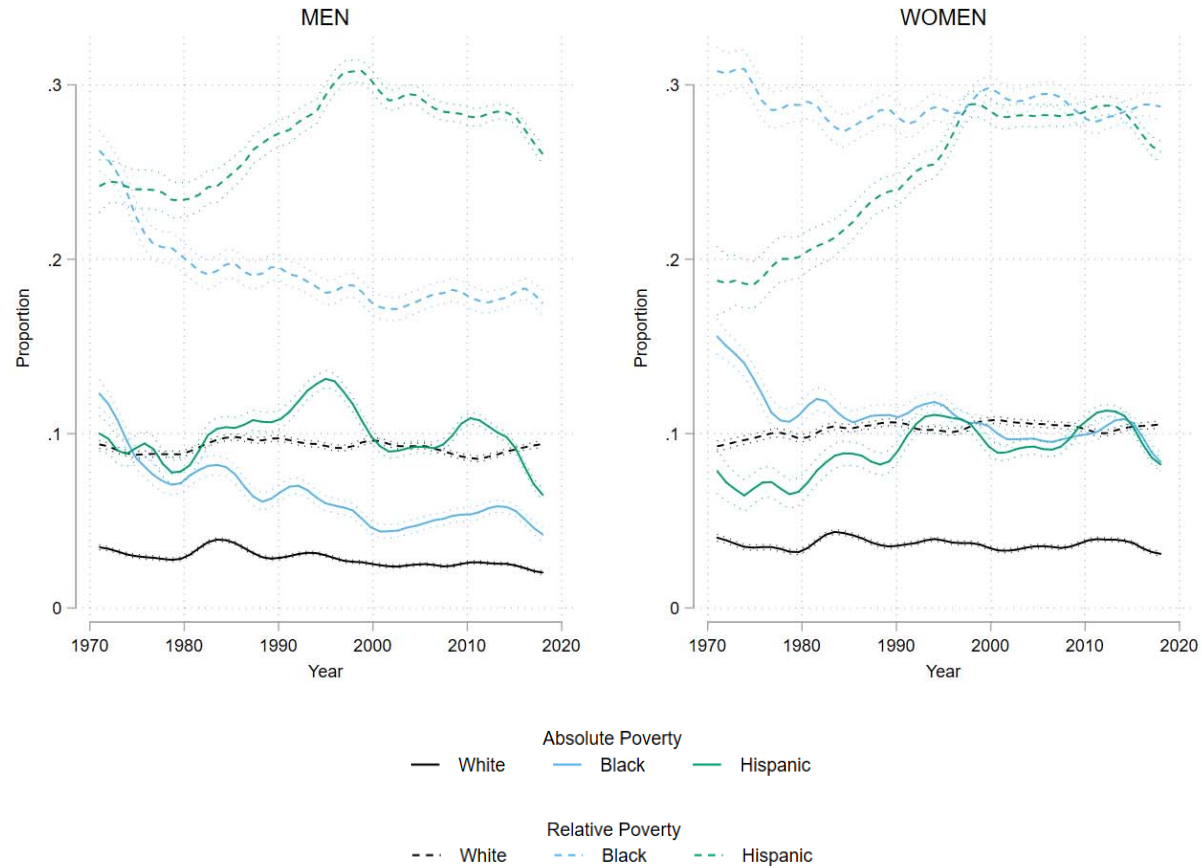 MEN
WOMEN
.3
.2
.1
0
Proportion
1970 1980 1990 2000 2010 2020
Year
.3
.2
.1
0
Proportion
1970 1980 1990 2000 2010 2020
Year
Absolute Poverty
White Black Hispanic
Relative Poverty
White Black Hispanic